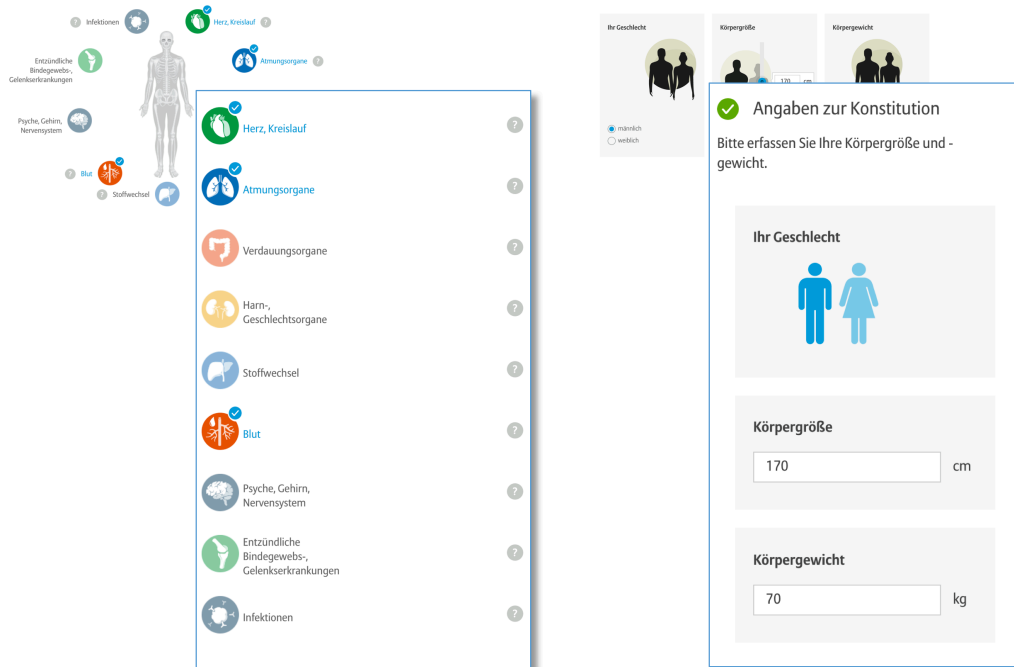 ? Infektionen
Herz, Kreislauf ?
Atmungsorgane ?
Entzündliche
Bindegewebs-,
Gelenkserkrankungen
Psyche, Gehirn,
Nervensystem
? Blut
? Stoffwechsel
Herz, Kreislauf ?
Atmungsorgane ?
Verdauungsorgane ?
Harn-,
Geschlechtsorgane ?
Stoffwechsel ?
Blut ?
Psyche, Gehirn,
Nervensystem ?
Entzündliche
Bindegewebs-,
Gelenkserkrankungen ?
Infektionen ?
Ihr Geschlecht
männlich
weiblich
Körpergröße
170 cm
Körpergewicht
Angaben zur Konstitution
Bitte erfassen Sie Ihre Körpergröße und -
gewicht.
Ihr Geschlecht
Körpergröße
170 cm
Körpergewicht
70 kg